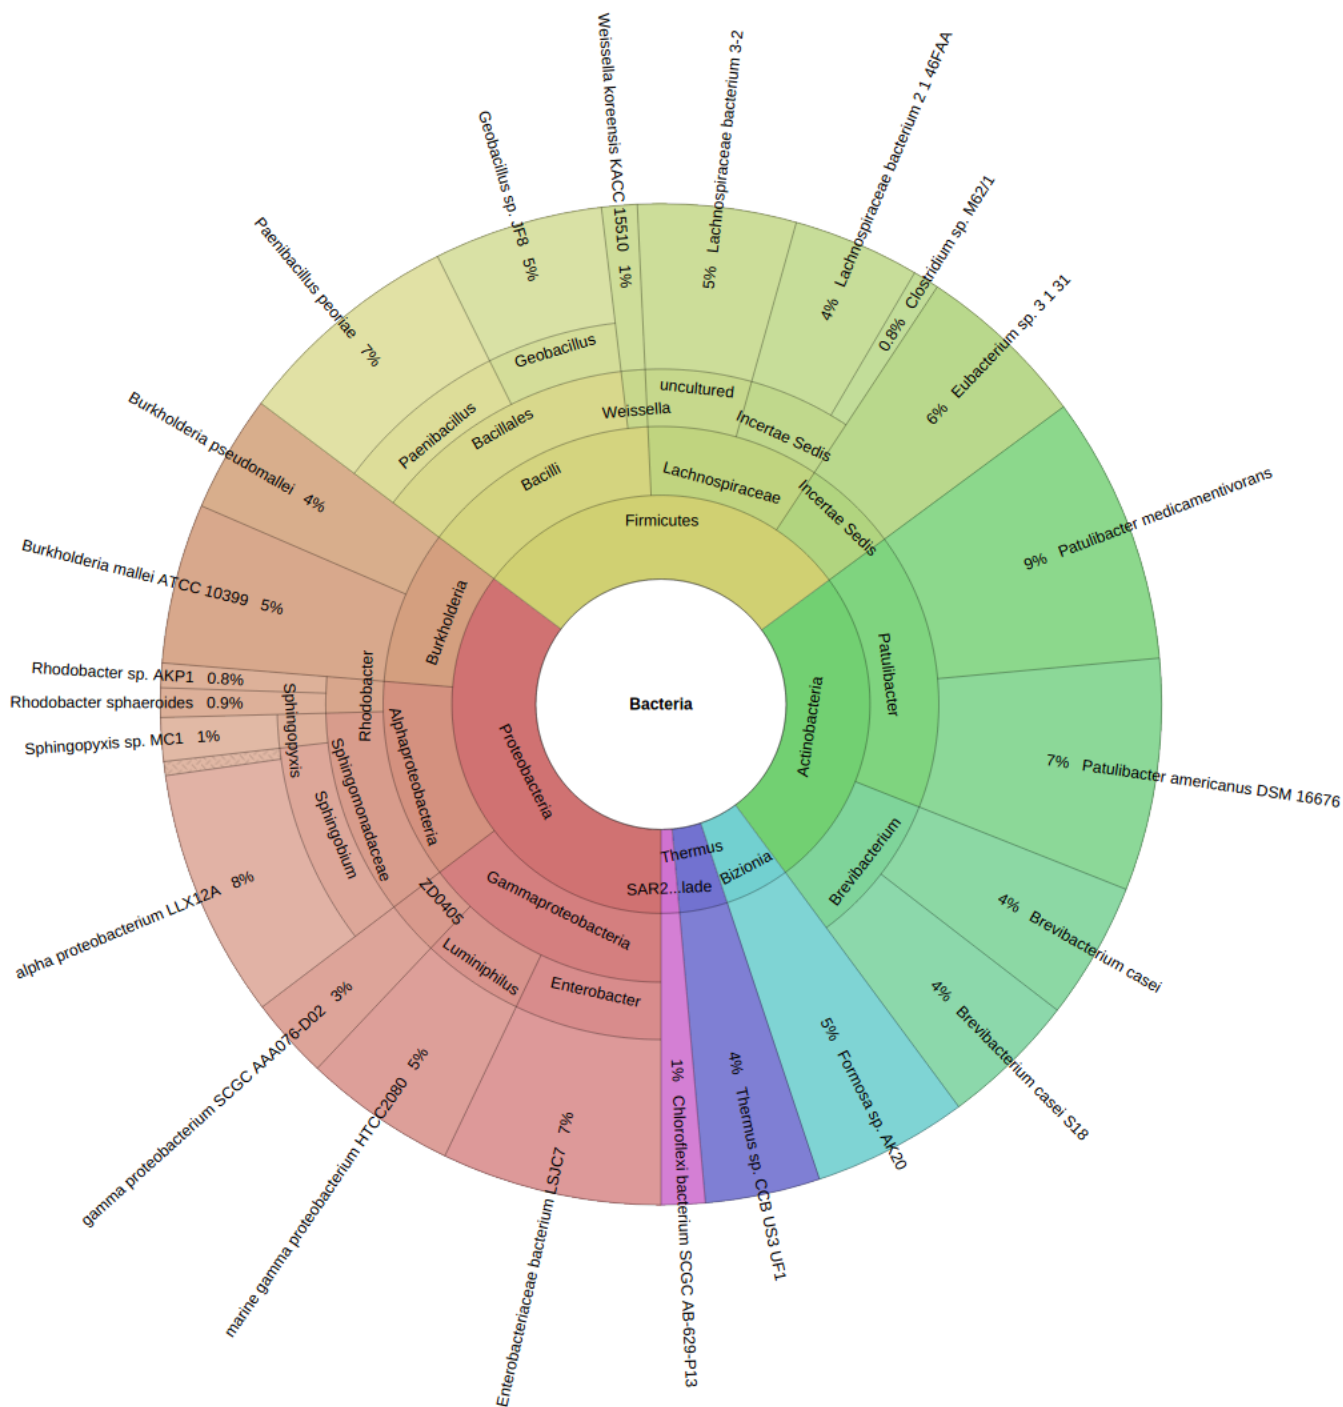 Bacteria
Firmicutes
Bacilli
Bacillales
Paenibacillus
Geobacillus
Weissella
Lachnospiraceae
uncultured
Incertae Sedis
Incertae Sedis
Actinobacteria
Patulibacter
Brevibacterium
Bizionia
Thermus
SAR2...lade
Proteobacteria
Gammaproteobacteria
Enterobacter
Luminiphilus
ZD0405
Alphaproteobacteria
Sphingomonadaceae
Sphingobium
Sphingopyxis
Rhodobacter
Burkholderia
Paenibacillus peoriae 7%
Geobacillus sp. JF8 5%
Weissella koreensis KACC 15510 1%
5% Lachnospiraceae bacterium 3-2
4% Lachnospiraceae bacterium 2 1 46FAA
0.8% Clostridium sp. M62/1
6% Eubacterium sp. 3 1 31
9% Patulibacter medicamentivorans
7% Patulibacter americanus DSM 16676
4% Brevibacterium casei
4% Brevibacterium casei S18
5% Formosa sp. AK20
4% Thermus sp. CCB US3 UF1
1% Chloroflexi bacterium SCGC AB-629-P13
Enterobacteriaceae bacterium LSJC7 7%
marine gamma proteobacterium HTCC2080 5%
gamma proteobacterium SCGC AAA076-D02 3%
alpha proteobacterium LLX12A 8%
Sphingopyxis sp. MC1 1%
Rhodobacter sphaeroides 0.9%
Rhodobacter sp. AKP1 0.8%
Burkholderia mallei ATCC 10399 5%
Burkholderia pseudomallei 4%